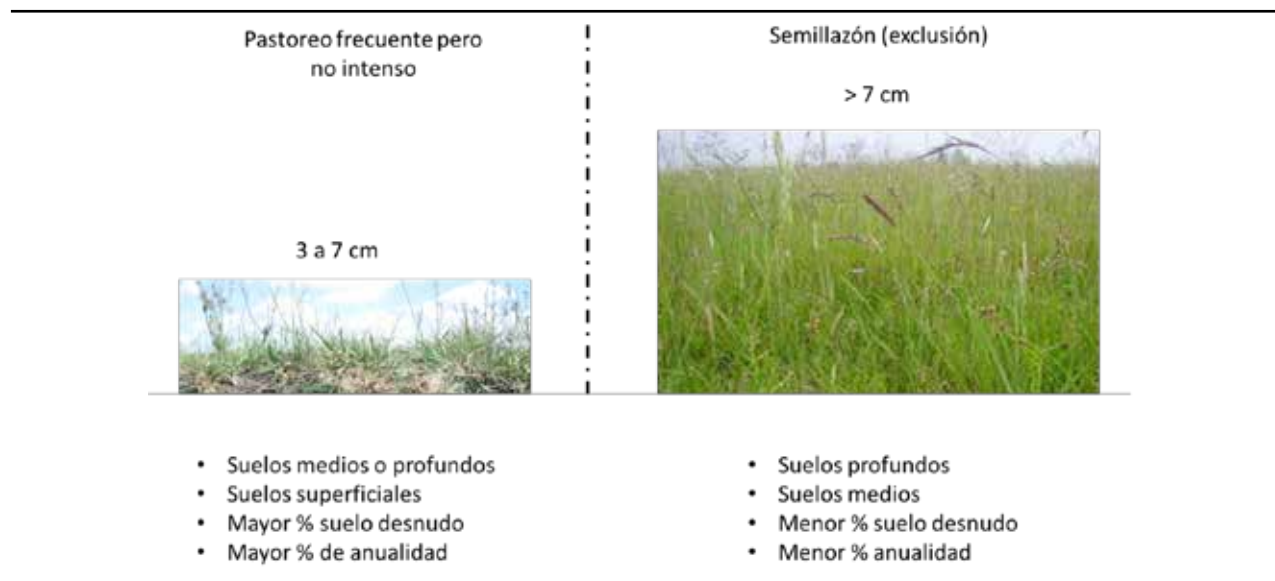 Pastoreo frecuente pero
no intenso
3 a 7 cm
• Suelos medios o profundos
• Suelos superficiales
• Mayor % suelo desnudo
• Mayor % de anualidad
Semillazón (exclusión)
> 7 cm
• Suelos profundos
• Suelos medios
• Menor % suelo desnudo
• Menor % anualidad